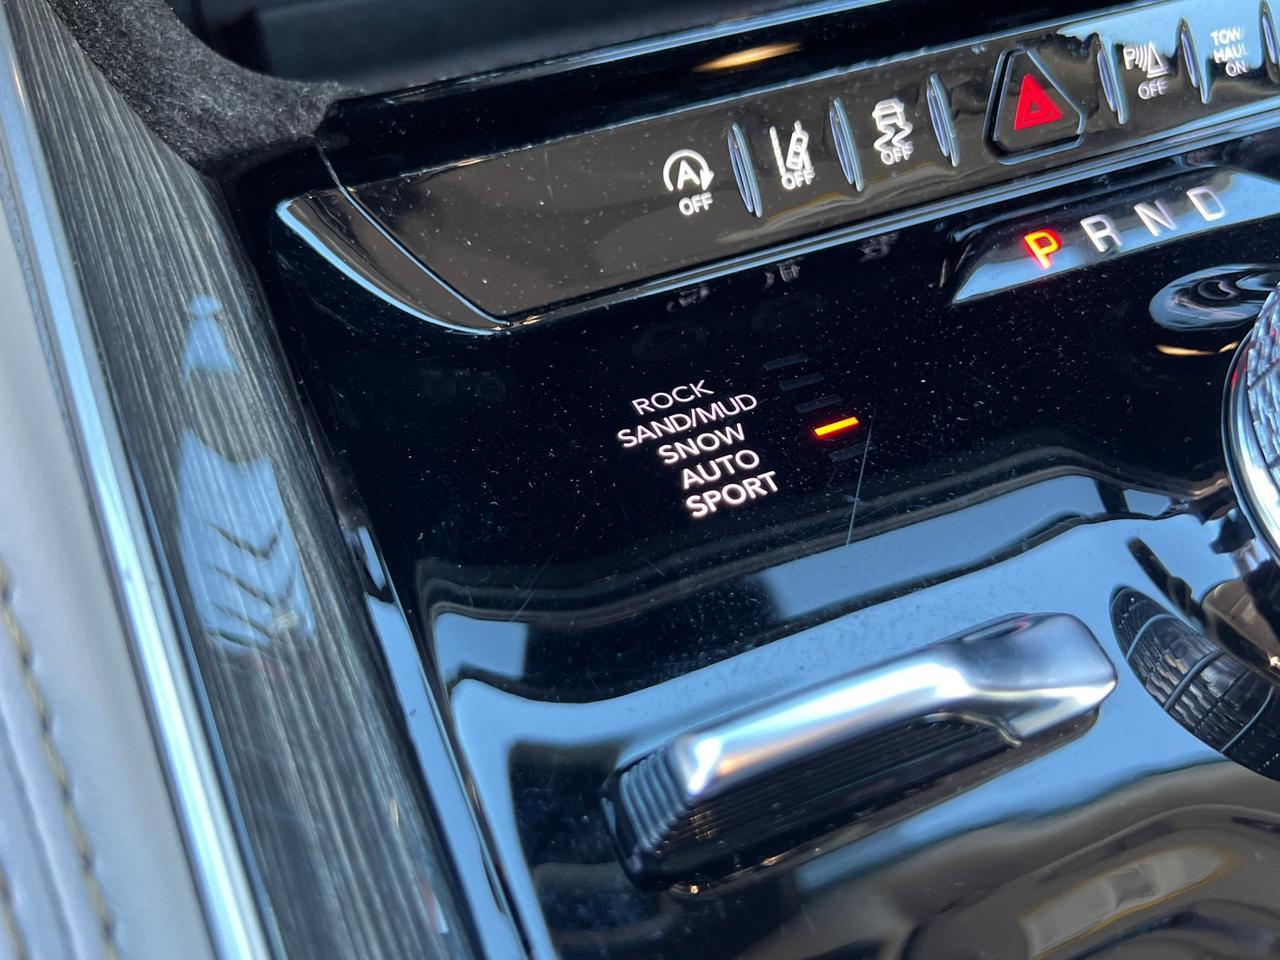 A
OFF
OFF
OFF
P
OFF
TOW/
HAUL
ON
P R N D
ROCK
SAND/MUD
SNOW
AUTO
SPORT